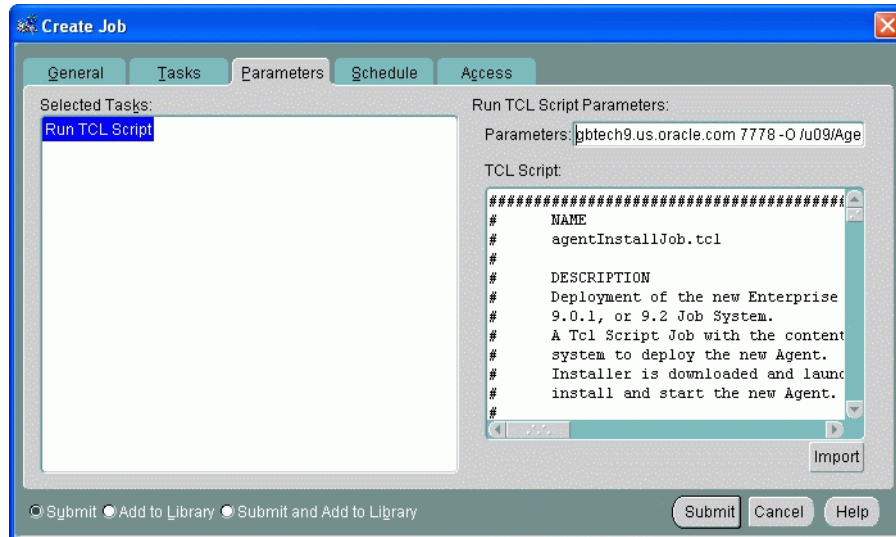 Create Job
General Tasks Parameters Schedule Access
Selected Tasks:
Run TCL Script
Run TCL Script Parameters:
Parameters: gbtech9.us.oracle.com 7778 -O /u09/Age
TCL Script:
########################################
# NAME
# agentInstallJob.tcl
#
# DESCRIPTION
# Deployment of the new Enterprise
# 9.0.1, or 9.2 Job System.
# A Tcl Script Job with the content
# system to deploy the new Agent.
# Installer is downloaded and launc
# install and start the new Agent.
#
Import
Submit Add to Library Submit and Add to Library
Submit Cancel Help